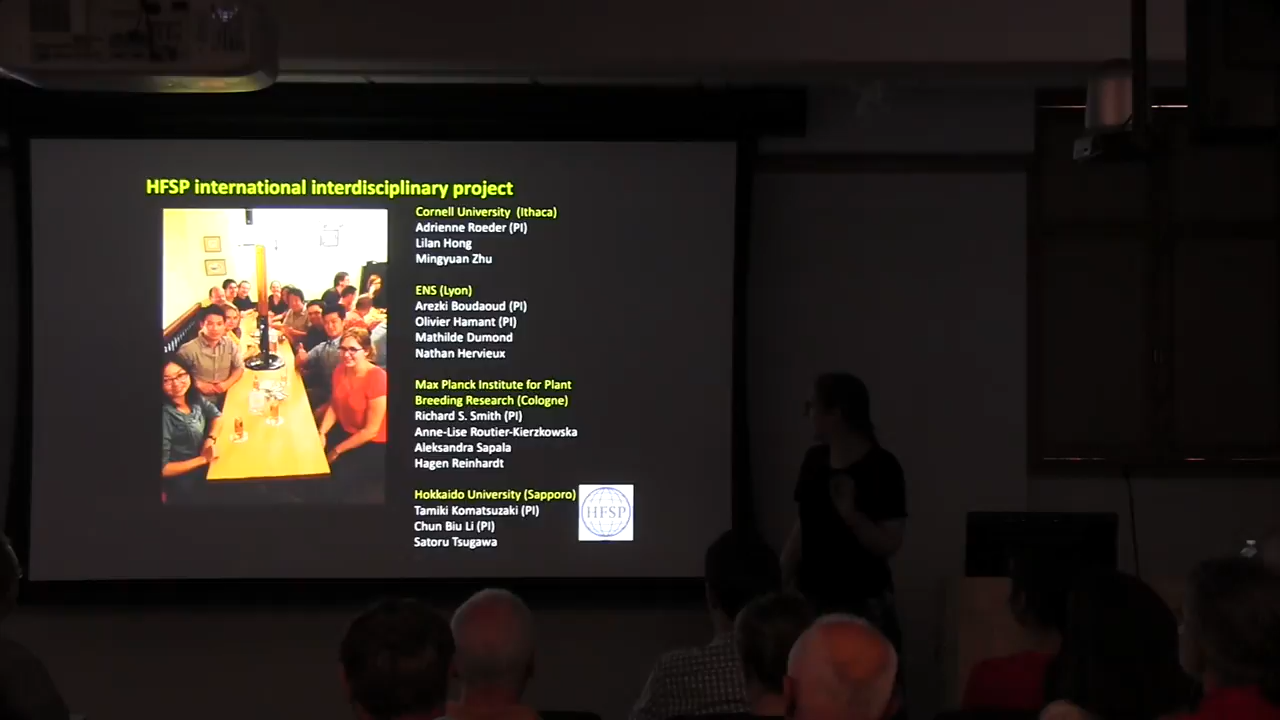 HFSP international interdisciplinary project
Cornell University (Ithaca)
Adrienne Roeder (PI)
Lilan Hong
Mingyuan Zhu
ENS (Lyon)
Arezki Boudaoud (PI)
Olivier Hamant (PI)
Mathilde Dumond
Nathan Hervieux
Max Planck Institute for Plant
Breeding Research (Cologne)
Richard S. Smith (PI)
Anne-Lise Routier-Kierzkowska
Aleksandra Sapala
Hagen Reinhardt
Hokkaido University (Sapporo)
Tamiki Komatsuzaki (PI)
Chun Biu Li (PI)
Satoru Tsugawa
HFSP